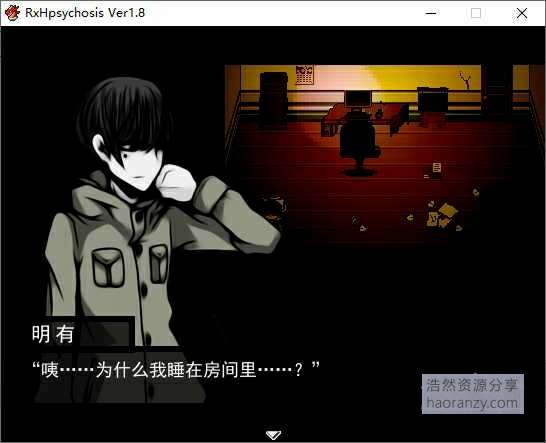 RxHpsychosis Ver1.8
明有
“咦……为什么我睡在房间里……？”
浩然资源分享
haoranzy.com